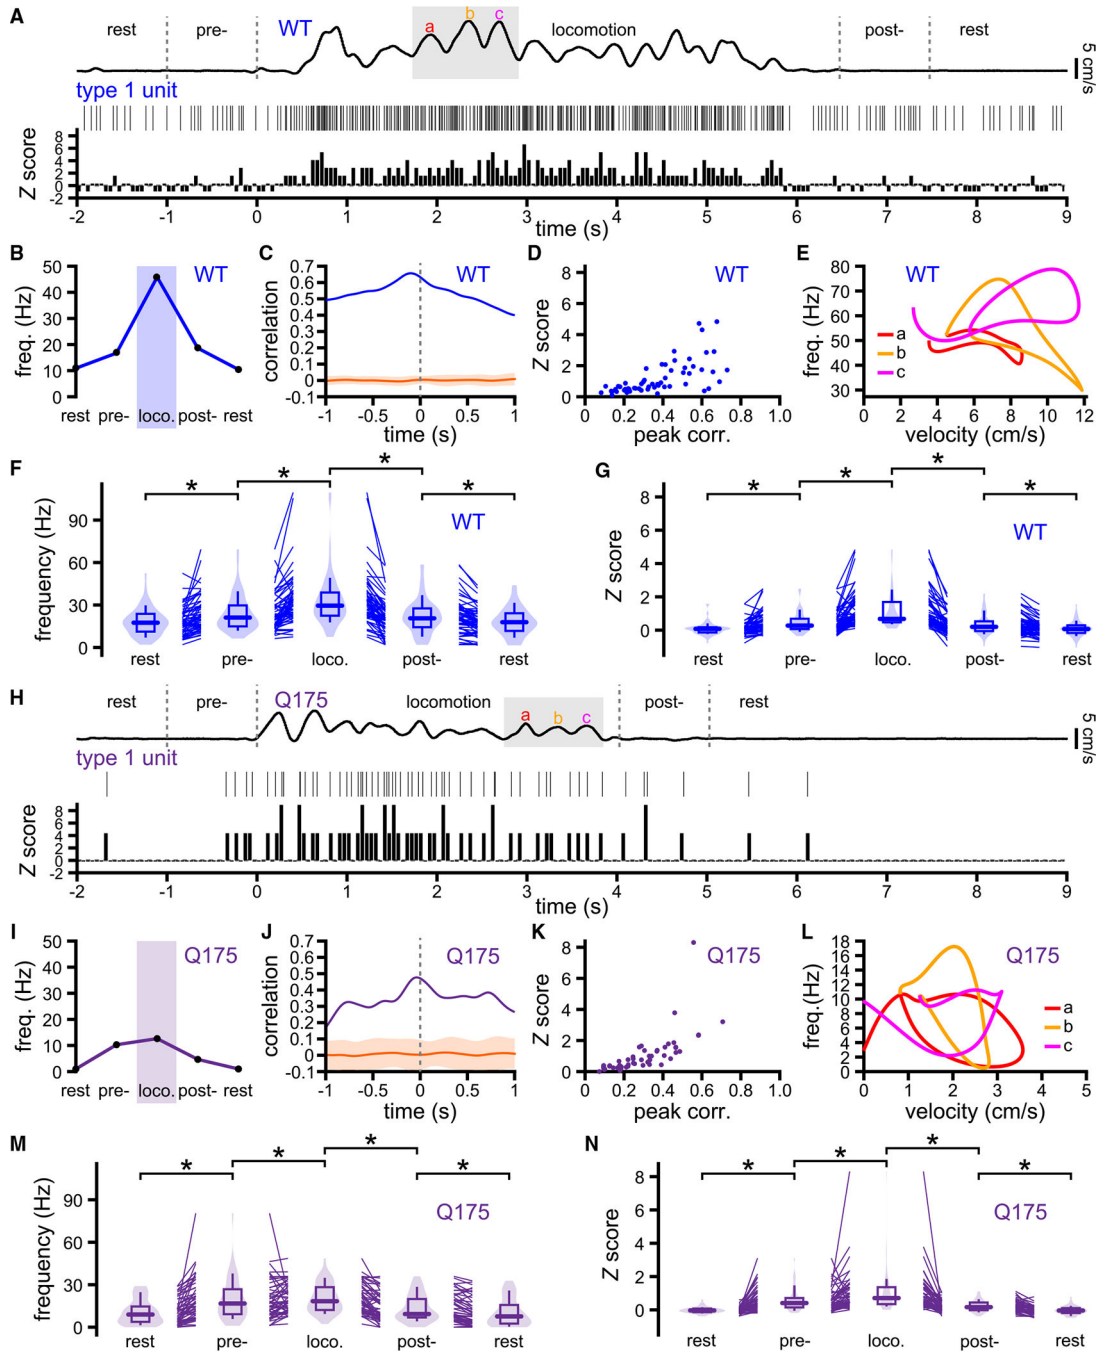 A
rest
pre-
WT
a
b
c
locomotion
post-
rest
5 cm/s
type 1 unit
Z score
8
6
4
2
0
-2
-2 -1 0 1 2 3 4 5 6 7 8 9
time (s)
B
WT
freq. (Hz)
50
40
30
20
10
0
rest pre- loco. post- rest
C
WT
correlation
0.7
0.6
0.5
0.4
0.3
0.2
0.1
0
-0.1
-1 -0.5 0 0.5 1
time (s)
D
WT
Z score
8
6
4
2
0
0 0.2 0.4 0.6 0.8 1.0
peak corr.
E
WT
freq. (Hz)
80
70
60
50
40
30
a
b
c
0 2 4 6 8 10 12
velocity (cm/s)
F
* * * *
WT
frequency (Hz)
90
60
30
0
rest pre- loco. post- rest
G
* * * *
WT
Z score
8
6
4
2
0
rest pre- loco. post- rest
H
rest
pre-
Q175
locomotion
a
b
c
post-
rest
5 cm/s
type 1 unit
Z score
8
6
4
2
0
-2
-2 -1 0 1 2 3 4 5 6 7 8 9
time (s)
I
Q175
freq. (Hz)
50
40
30
20
10
0
rest pre- loco. post- rest
J
Q175
correlation
0.7
0.6
0.5
0.4
0.3
0.2
0.1
0
-0.1
-1 -0.5 0 0.5 1
time (s)
K
Q175
Z score
8
6
4
2
0
0 0.2 0.4 0.6 0.8 1.0
peak corr.
L
Q175
freq.(Hz)
18
16
14
12
10
8
6
4
2
0
a
b
c
0 1 2 3 4 5
velocity (cm/s)
M
* * * *
Q175
frequency (Hz)
90
60
30
0
rest pre- loco. post- rest
N
* * * *
Q175
Z score
8
6
4
2
0
rest pre- loco. post- rest